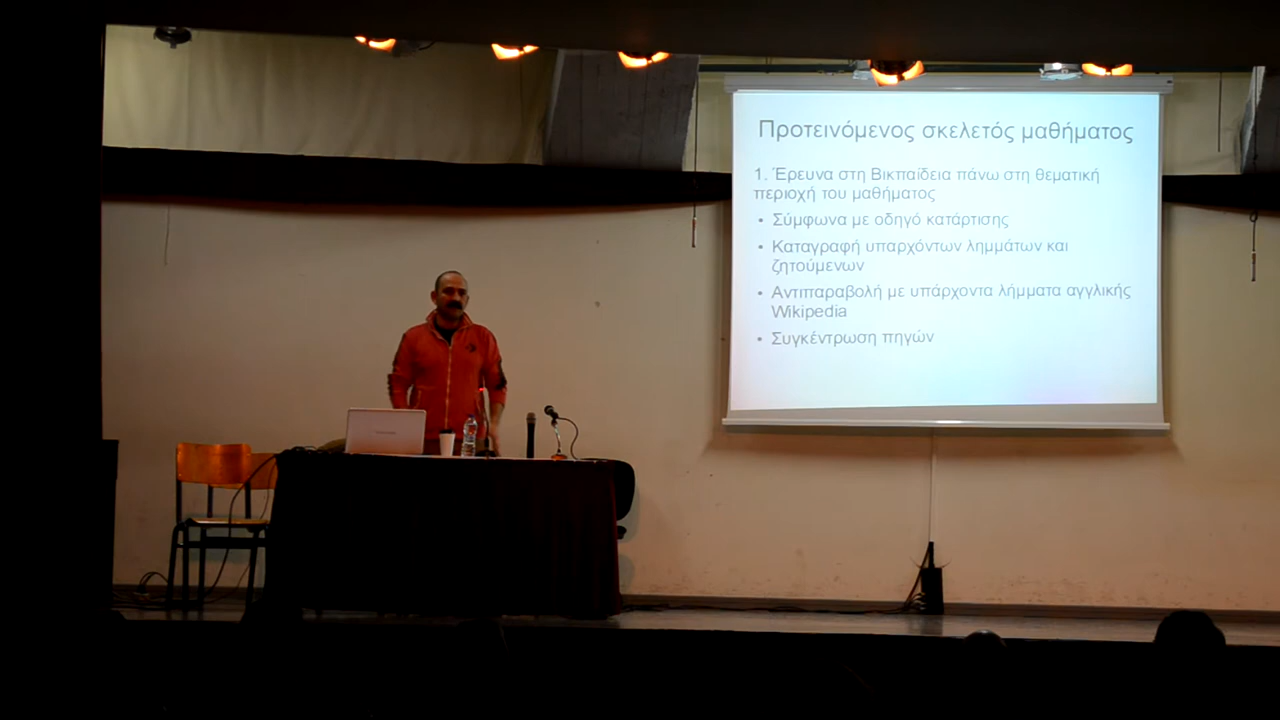 Προτεινόμενος σκελετός μαθήματος
1. Έρευνα στη Βικιπαίδεια πάνω στη θεματική
περιοχή του μαθήματος
• Σύμφωνα με οδηγό κατάρτισης
• Καταγραφή υπαρχόντων λημμάτων και
ζητούμενων
• Αντιπαραβολή με υπάρχοντα λήμματα αγγλικής
Wikipedia
• Συγκέντρωση πηγών